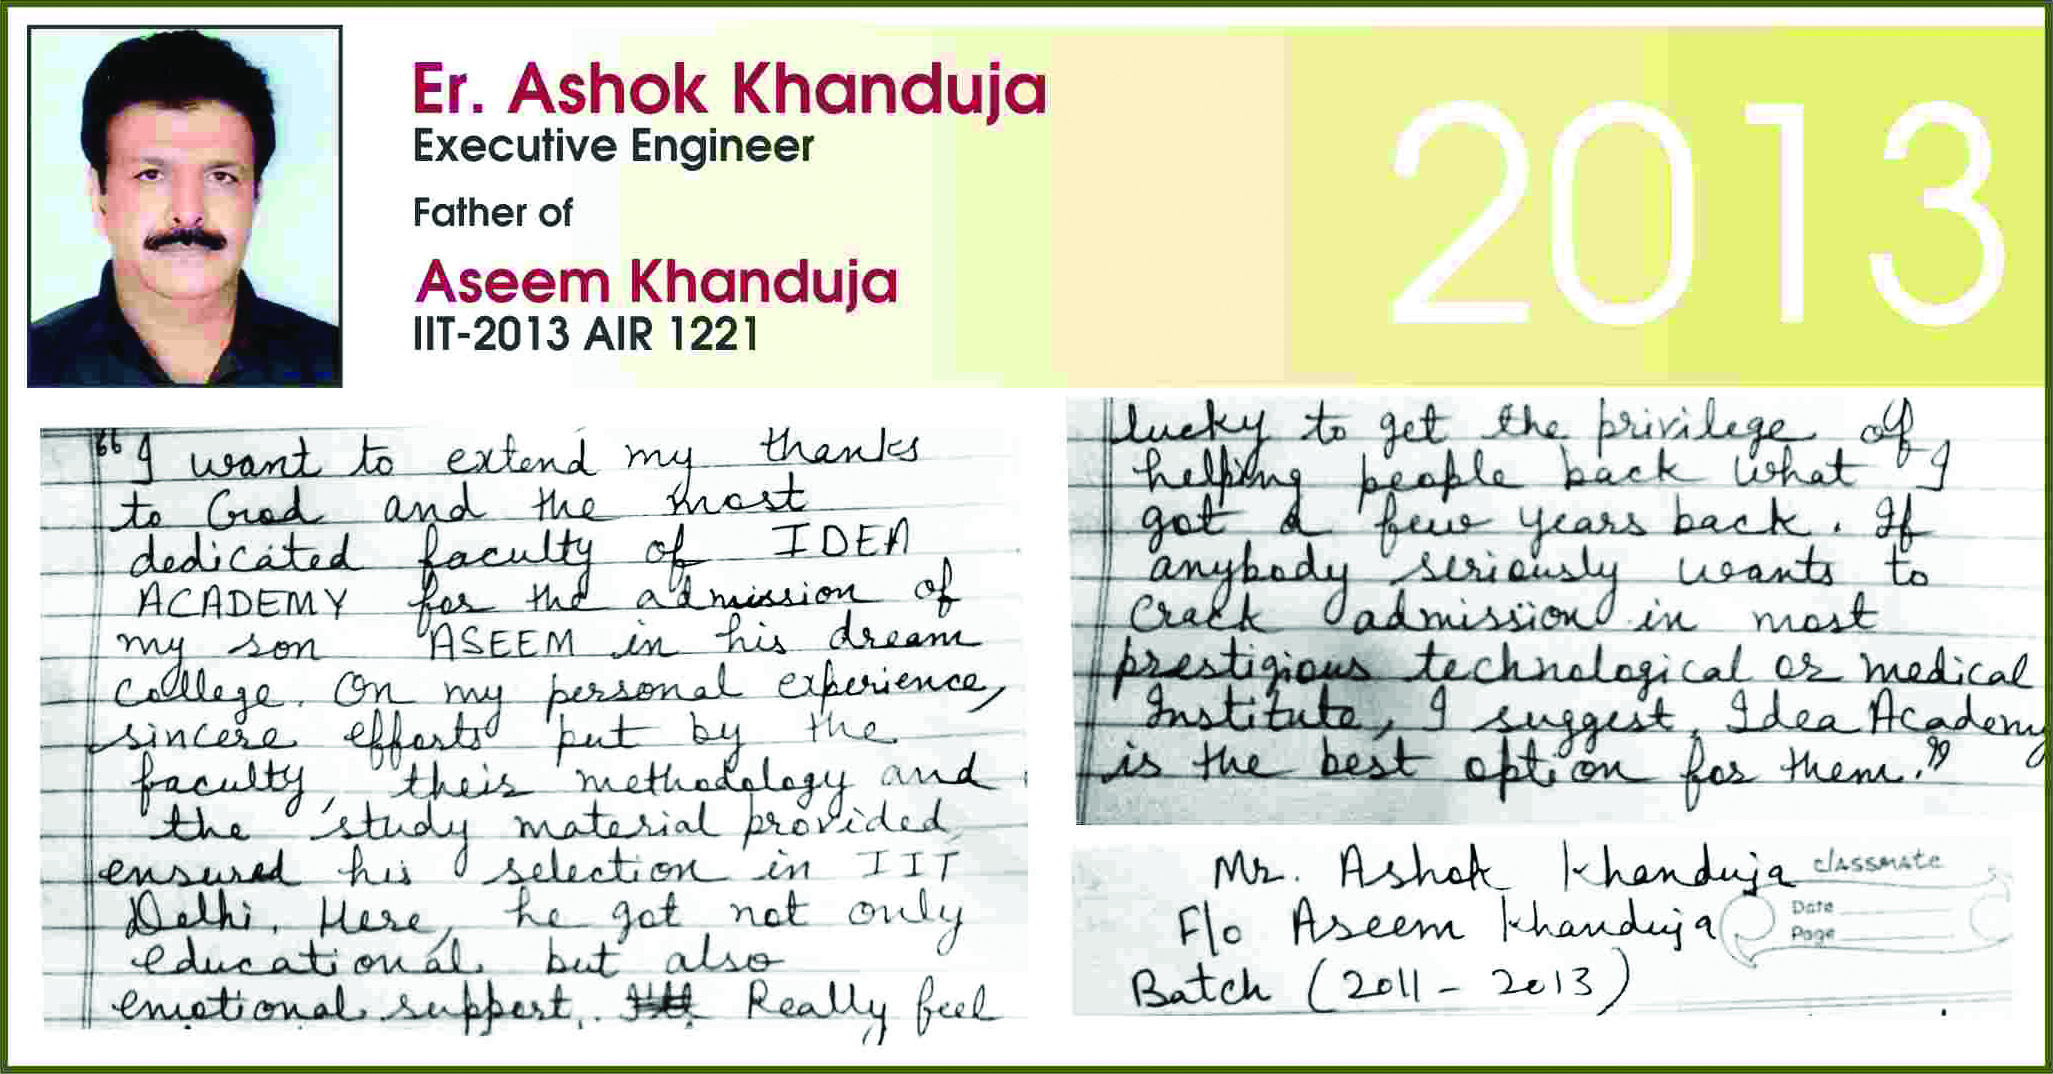 Er. Ashok Khanduja
Executive Engineer
Father of
Aseem Khanduja
IIT-2013 AIR 1221
2013
"I want to extend my thanks
to God and the most
dedicated faculty of IDEA
ACADEMY for the admission of
my son ASEEM in his dream
College. On my personal experience,
sincere efforts put by the
faculty, their methodology and
the study material provided
ensured his selection in IIT
Delhi. Here, he got not only
educational but also
emotional support. Really feel
lucky to get the privilege of
helping people back what I
got a few years back. If
anybody seriously wants to
crack admission in most
prestigious technological or medical
Institute, I suggest, Idea Academy
is the best option for them."
Mr. Ashok Khanduja
classmate
F/o Aseem Khanduja
Date
Page
Batch (2011 - 2013)